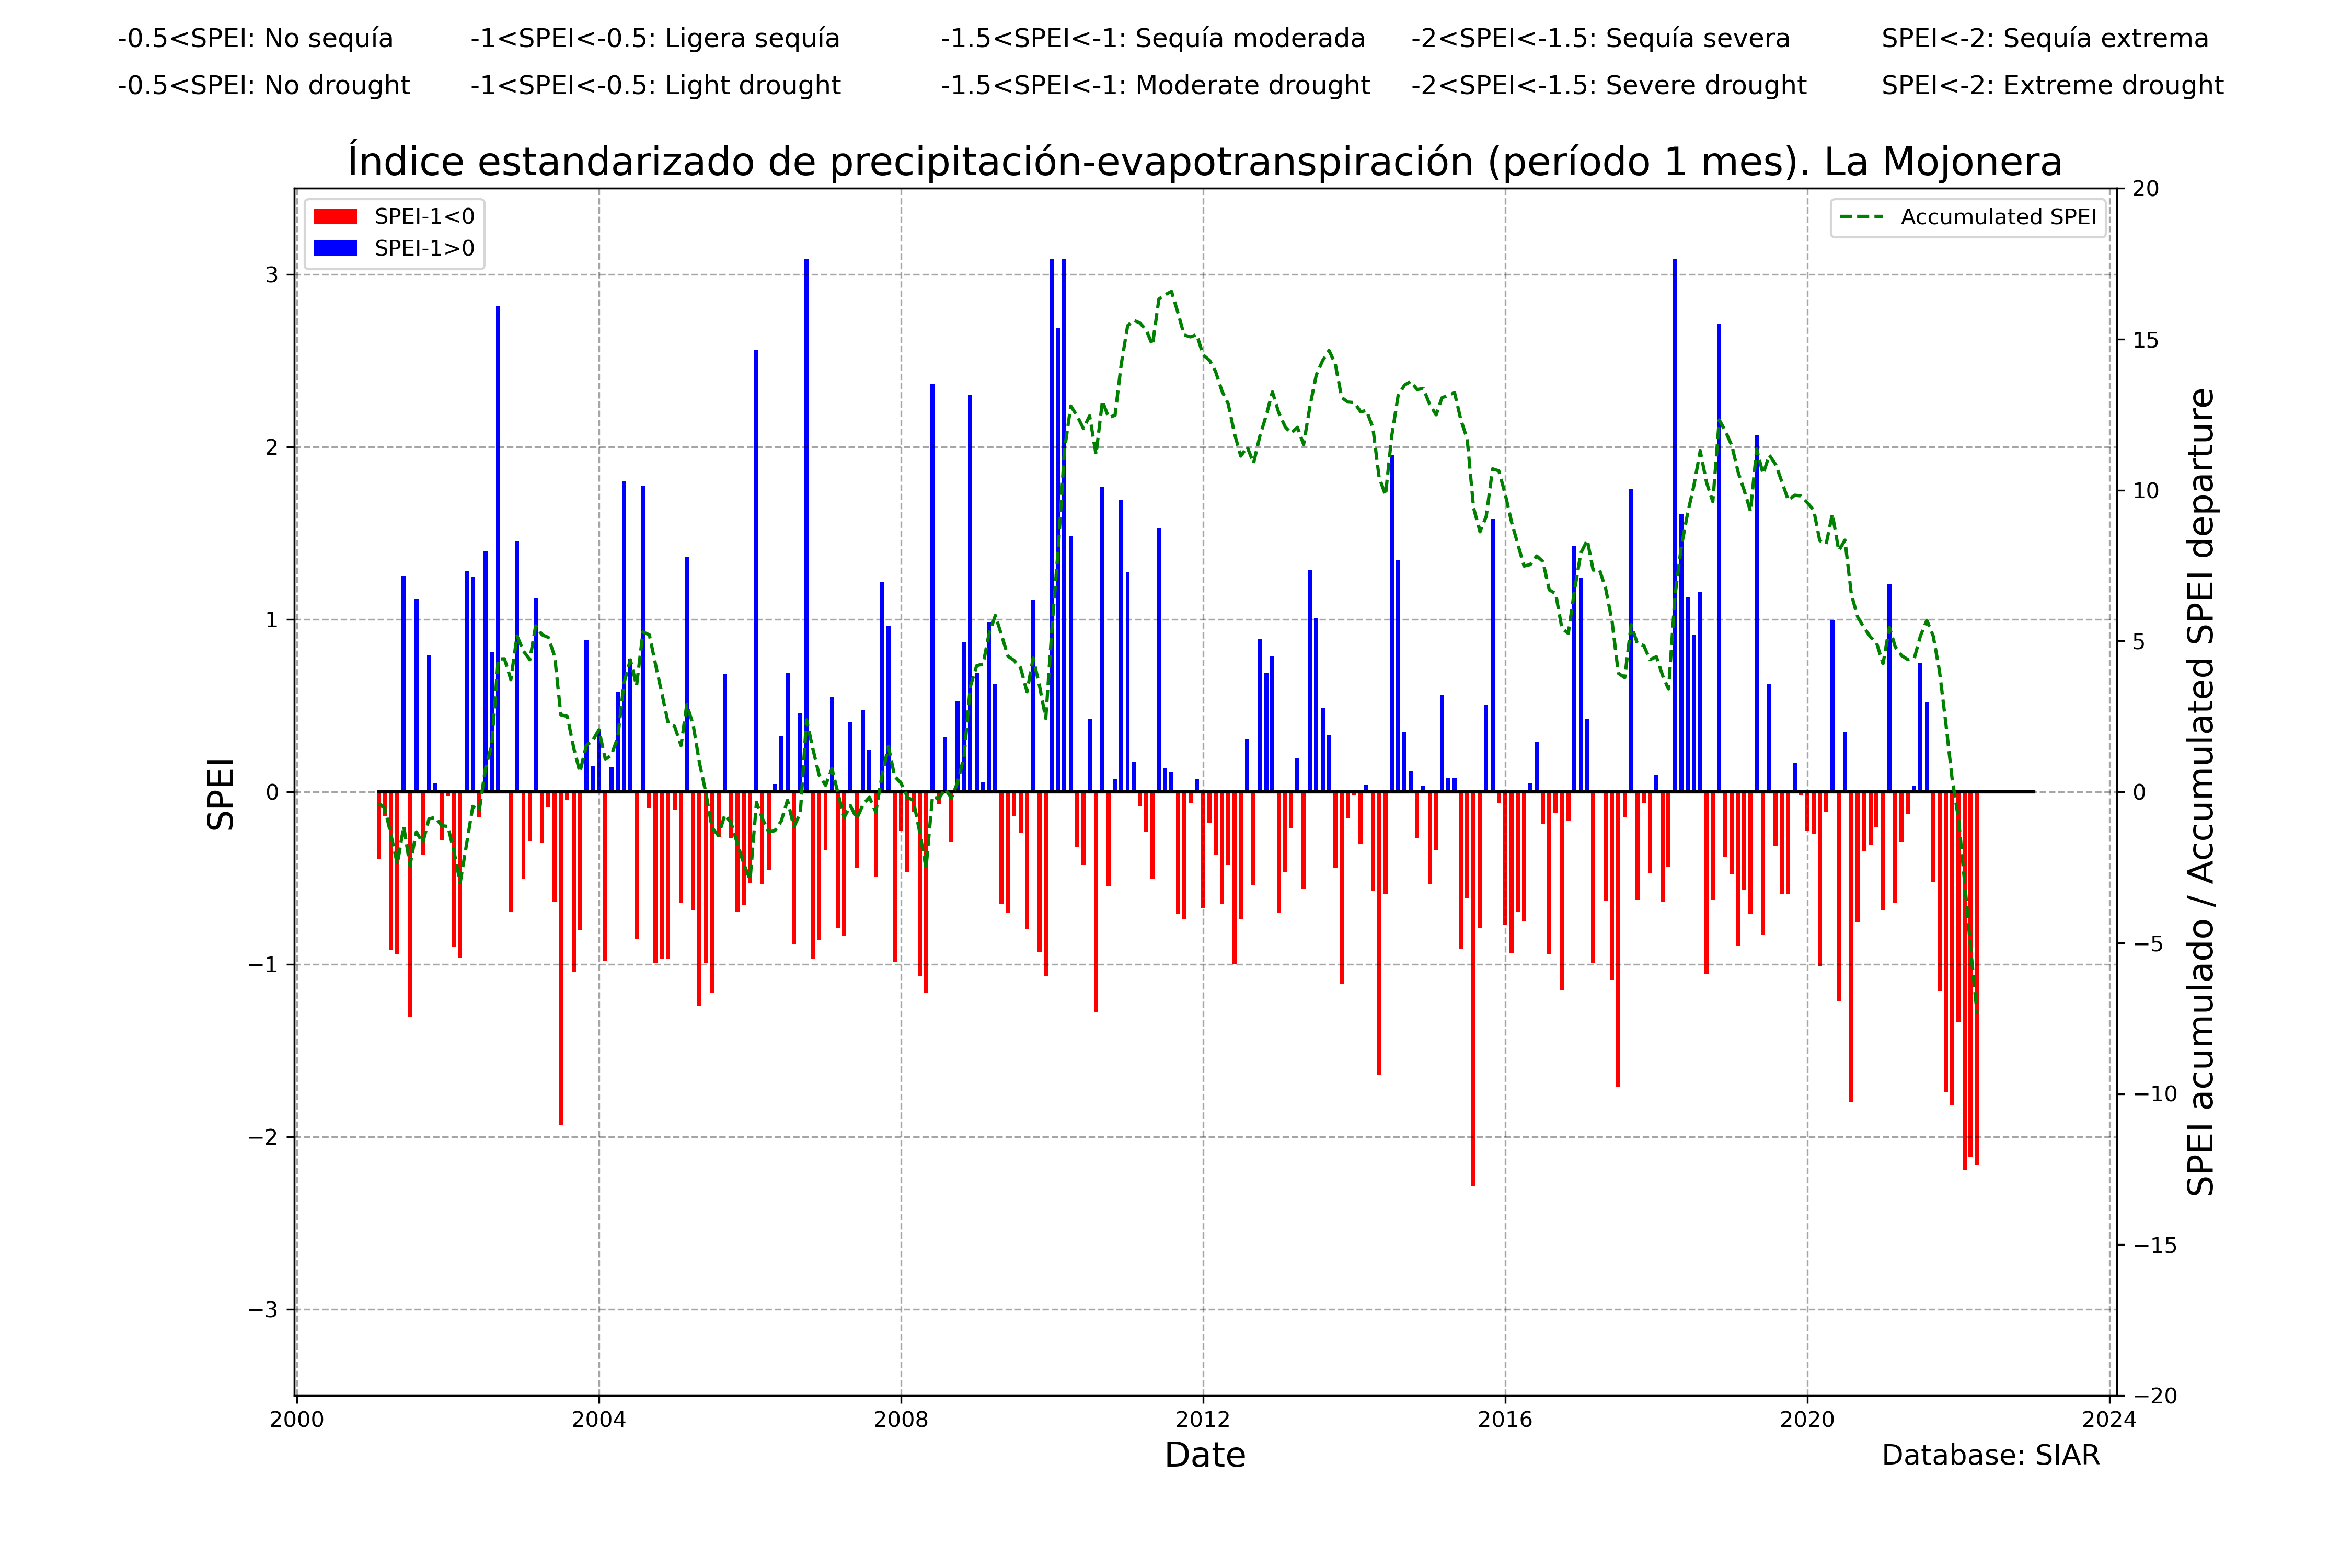 -0.5<SPEI: No sequía -1<SPEI<-0.5: Ligera sequía -1.5<SPEI<-1: Sequía moderada -2<SPEI<-1.5: Sequía severa SPEI<-2: Sequía extrema
-0.5<SPEI: No drought -1<SPEI<-0.5: Light drought -1.5<SPEI<-1: Moderate drought -2<SPEI<-1.5: Severe drought SPEI<-2: Extreme drought
Índice estandarizado de precipitación-evapotranspiración (período 1 mes). La Mojonera
SPEI-1<0
SPEI-1>0
Accumulated SPEI
SPEI
3
2
1
0
−1
−2
−3
20
15
10
5
0
−5
−10
−15
−20
SPEI acumulado / Accumulated SPEI departure
2000 2004 2008 2012 2016 2020 2024
Date
Database: SIAR